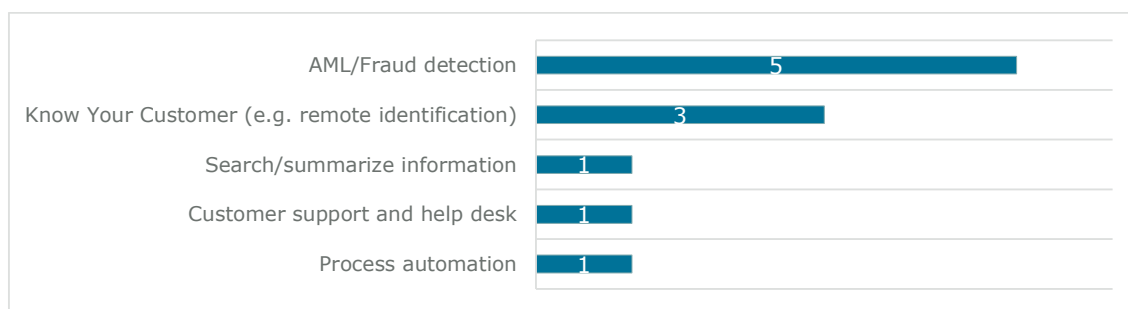 AML/Fraud detection 5
Know Your Customer (e.g. remote identification) 3
Search/summarize information 1
Customer support and help desk 1
Process automation 1